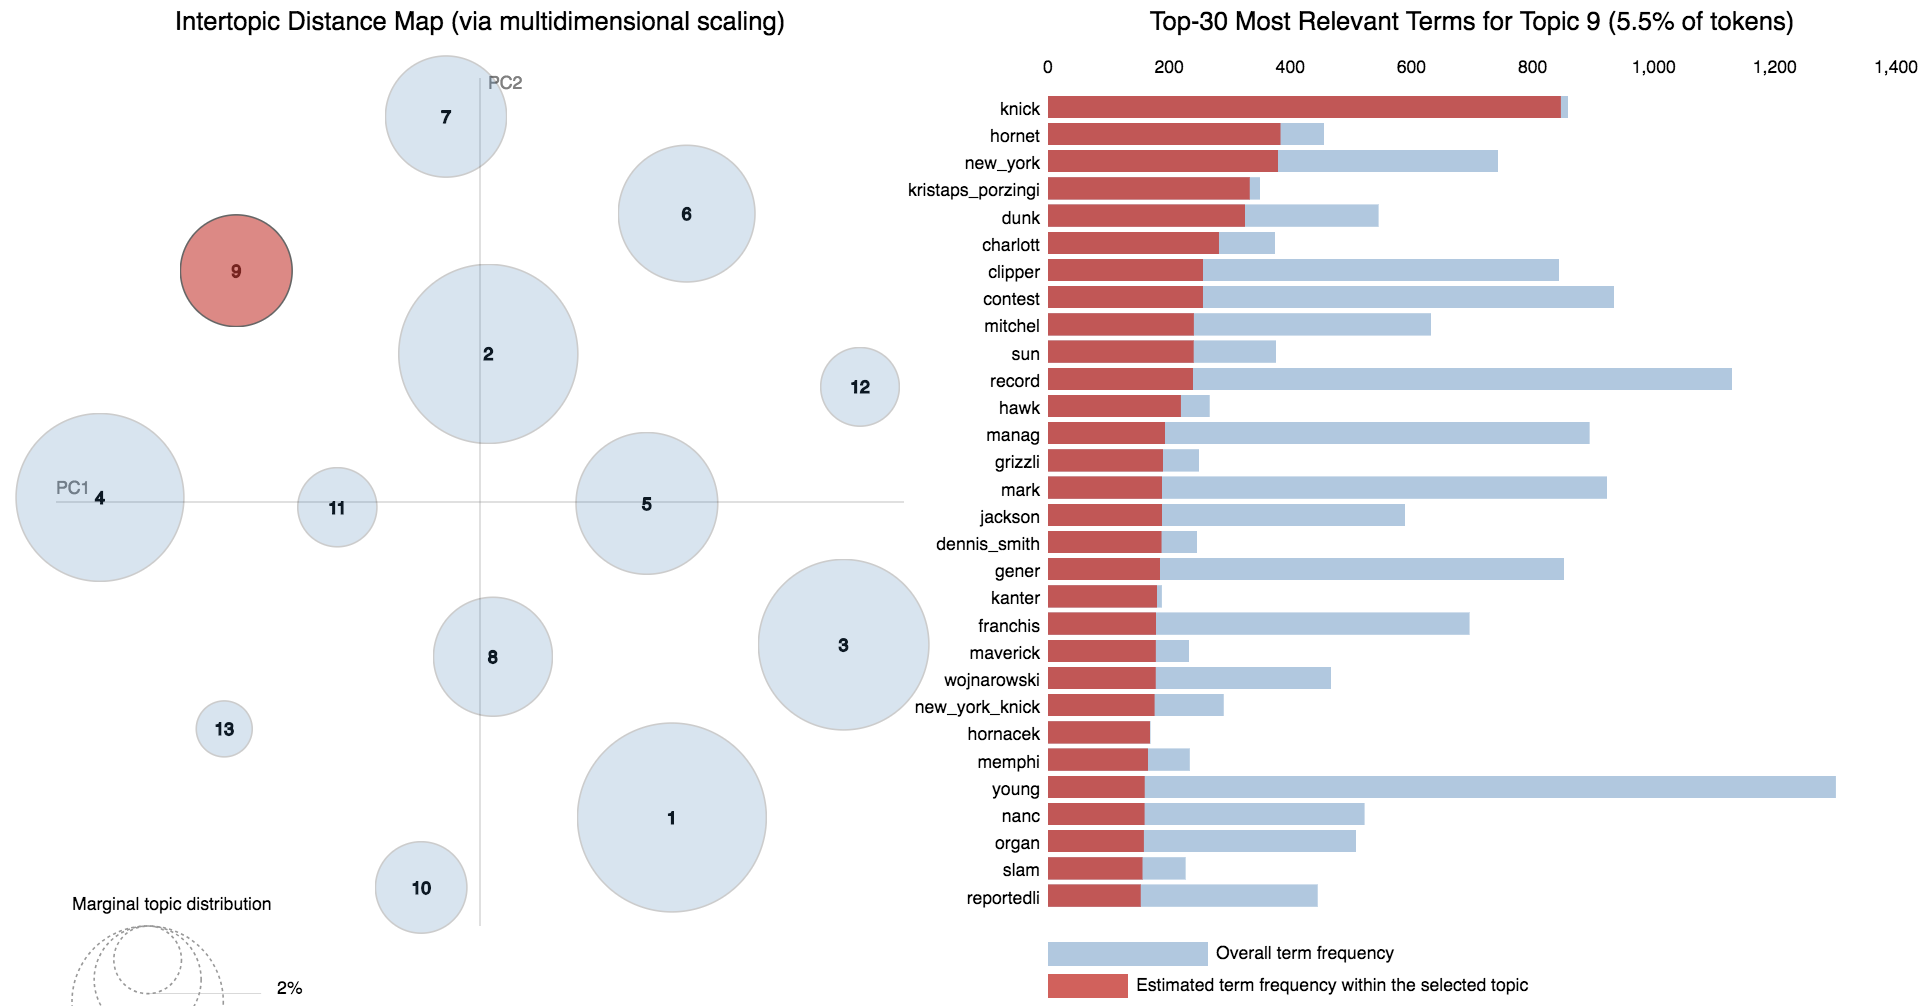 Intertopic Distance Map (via multidimensional scaling)
PC2
7
6
9
2
12
PC1
4
11
5
8
3
13
1
10
Marginal topic distribution
2%
Top-30 Most Relevant Terms for Topic 9 (5.5% of tokens)
0 200 400 600 800 1,000 1,200 1,400
knick
hornet
new_york
kristaps_porzingi
dunk
charlott
clipper
contest
mitchel
sun
record
hawk
manag
grizzli
mark
jackson
dennis_smith
gener
kanter
franchis
maverick
wojnarowski
new_york_knick
hornacek
memphi
young
nanc
organ
slam
reportedli
Overall term frequency
Estimated term frequency within the selected topic